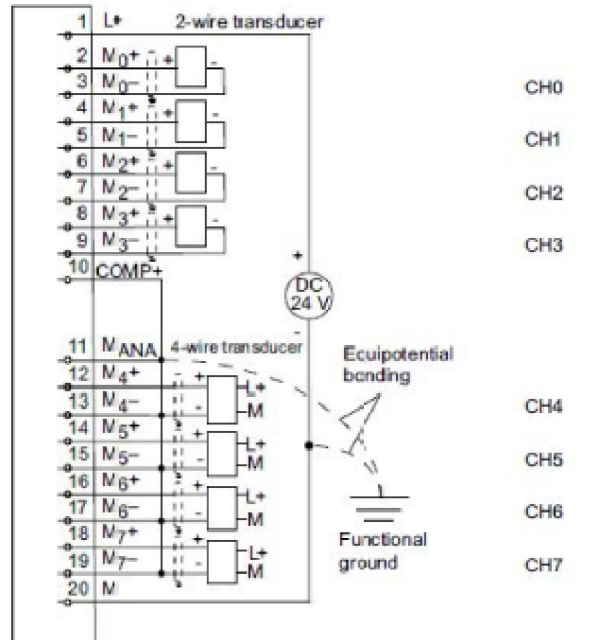 1 L+ 2-wire transducer
2 M0+ + -
3 M0- CH0
4 M1+ + -
5 M1- CH1
6 M2+ + -
7 M2- CH2
8 M3+ + -
9 M3- CH3
10 COMP+ +
DC
24 V
-
11 MANA 4-wire transducer Equipotential
bonding
12 M4+ + L+
13 M4- - M CH4
14 M5+ + L+
15 M5- - M CH5
16 M6+ + L+
17 M6- - M CH6
18 M7+ + L+
19 M7- - M CH7
20 M
Functional
ground